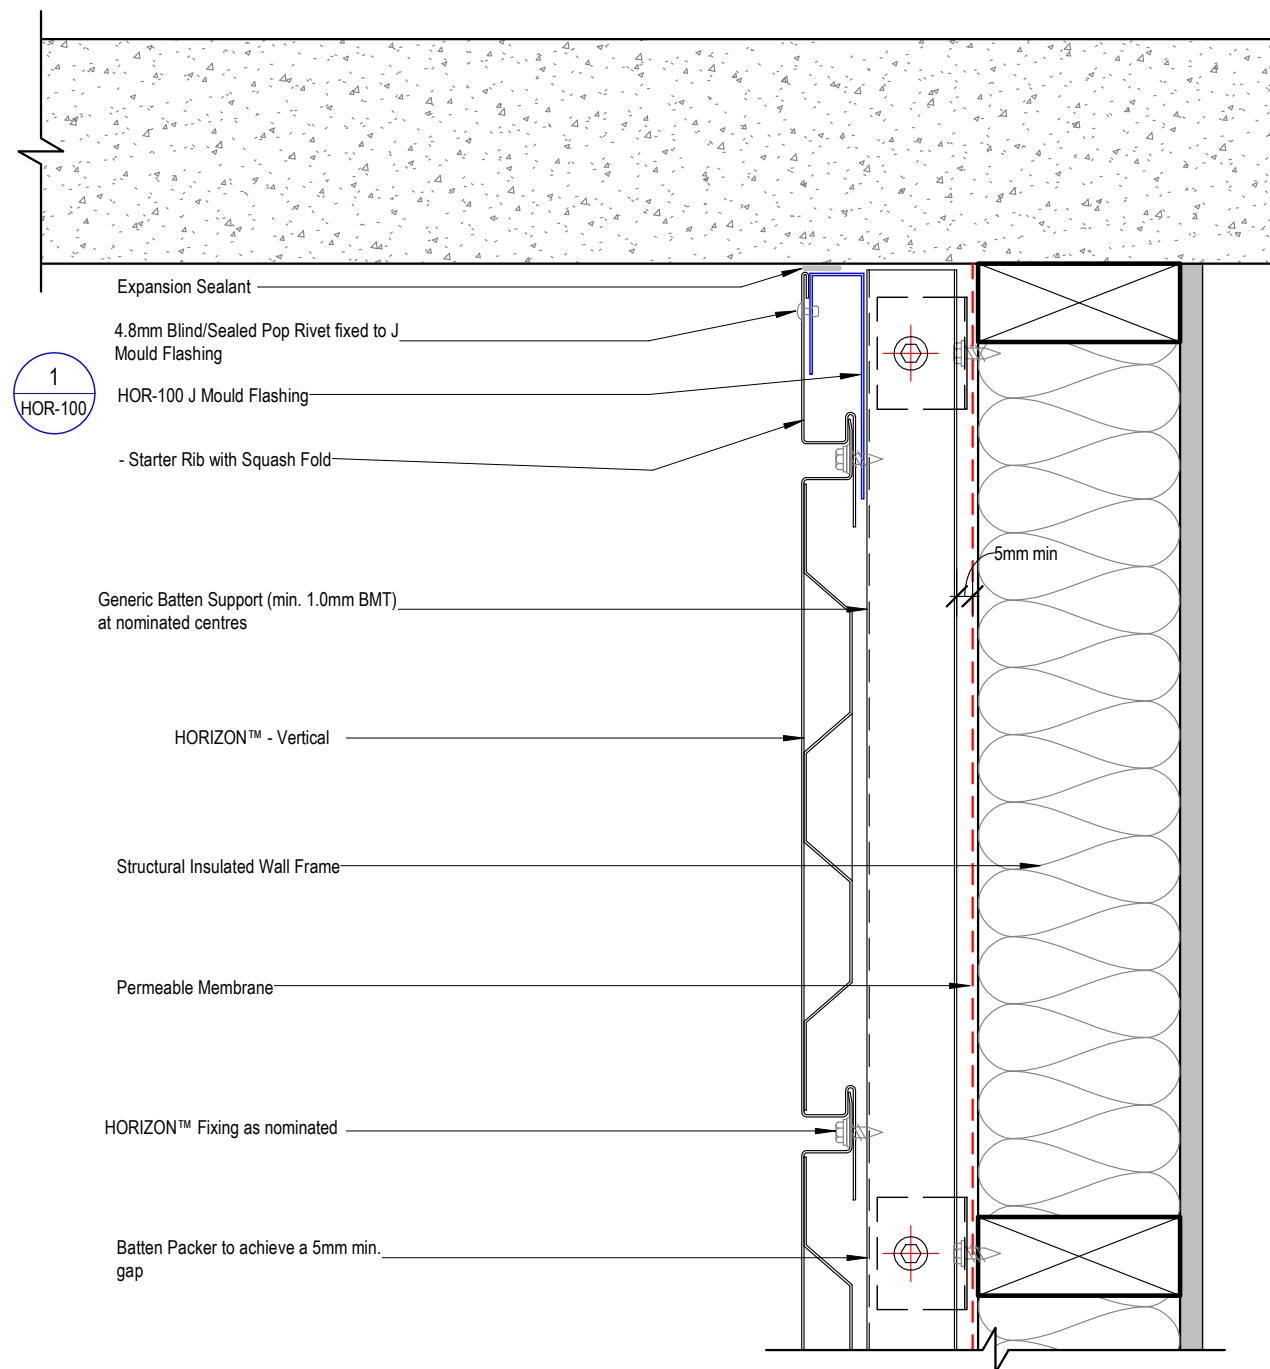 Expansion Sealant
4.8mm Blind/Sealed Pop Rivet fixed to J
Mould Flashing
1
HOR-100
HOR-100 J Mould Flashing
- Starter Rib with Squash Fold
5mm min
Generic Batten Support (min. 1.0mm BMT)
at nominated centres
HORIZON™ - Vertical
Structural Insulated Wall Frame
Permeable Membrane
HORIZON™ Fixing as nominated
Batten Packer to achieve a 5mm min.
gap